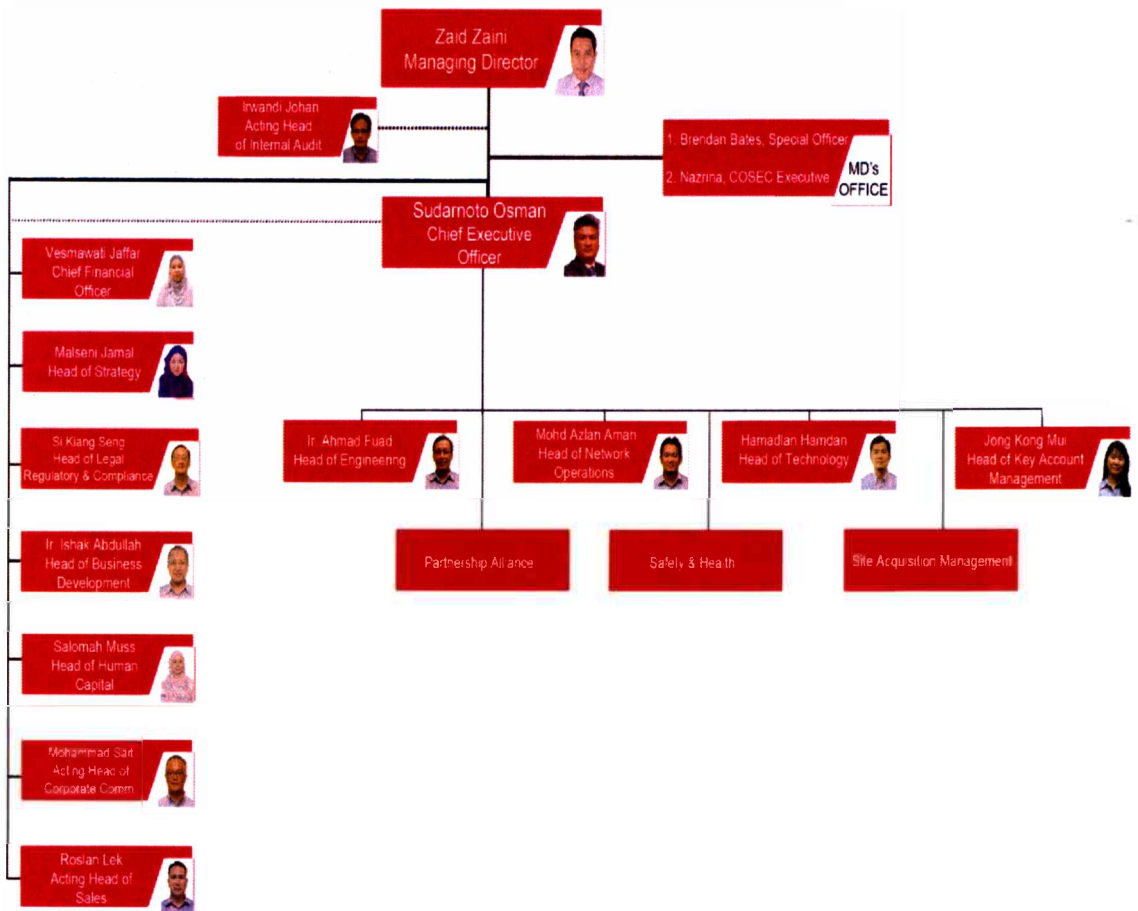 Zaid Zaini
Managing Director
Irwandi Johan
Acting Head
of Internal Audit
1. Brendan Bates, Special Officer
2. Nazrina, COSEC Executive
MD's
OFFICE
Sudarnoto Osman
Chief Executive
Officer
Vesmawati Jaffar
Chief Financial
Officer
Malseni Jamal
Head of Strategy
Si Kiang Seng
Head of Legal
Regulatory & Compliance
Ir. Ishak Abdullah
Head of Business
Development
Salomah Muss
Head of Human
Capital
Mohammad Sait
Acting Head of
Corporate Comm.
Roslan Lek
Acting Head of
Sales
Ir. Ahmad Fuad
Head of Engineering
Mohd Azlan Aman
Head of Network
Operations
Hamadlan Hamdan
Head of Technology
Jong Kong Mui
Head of Key Account
Management
Partnership Alliance
Safely & Health
Site Acquisition Management